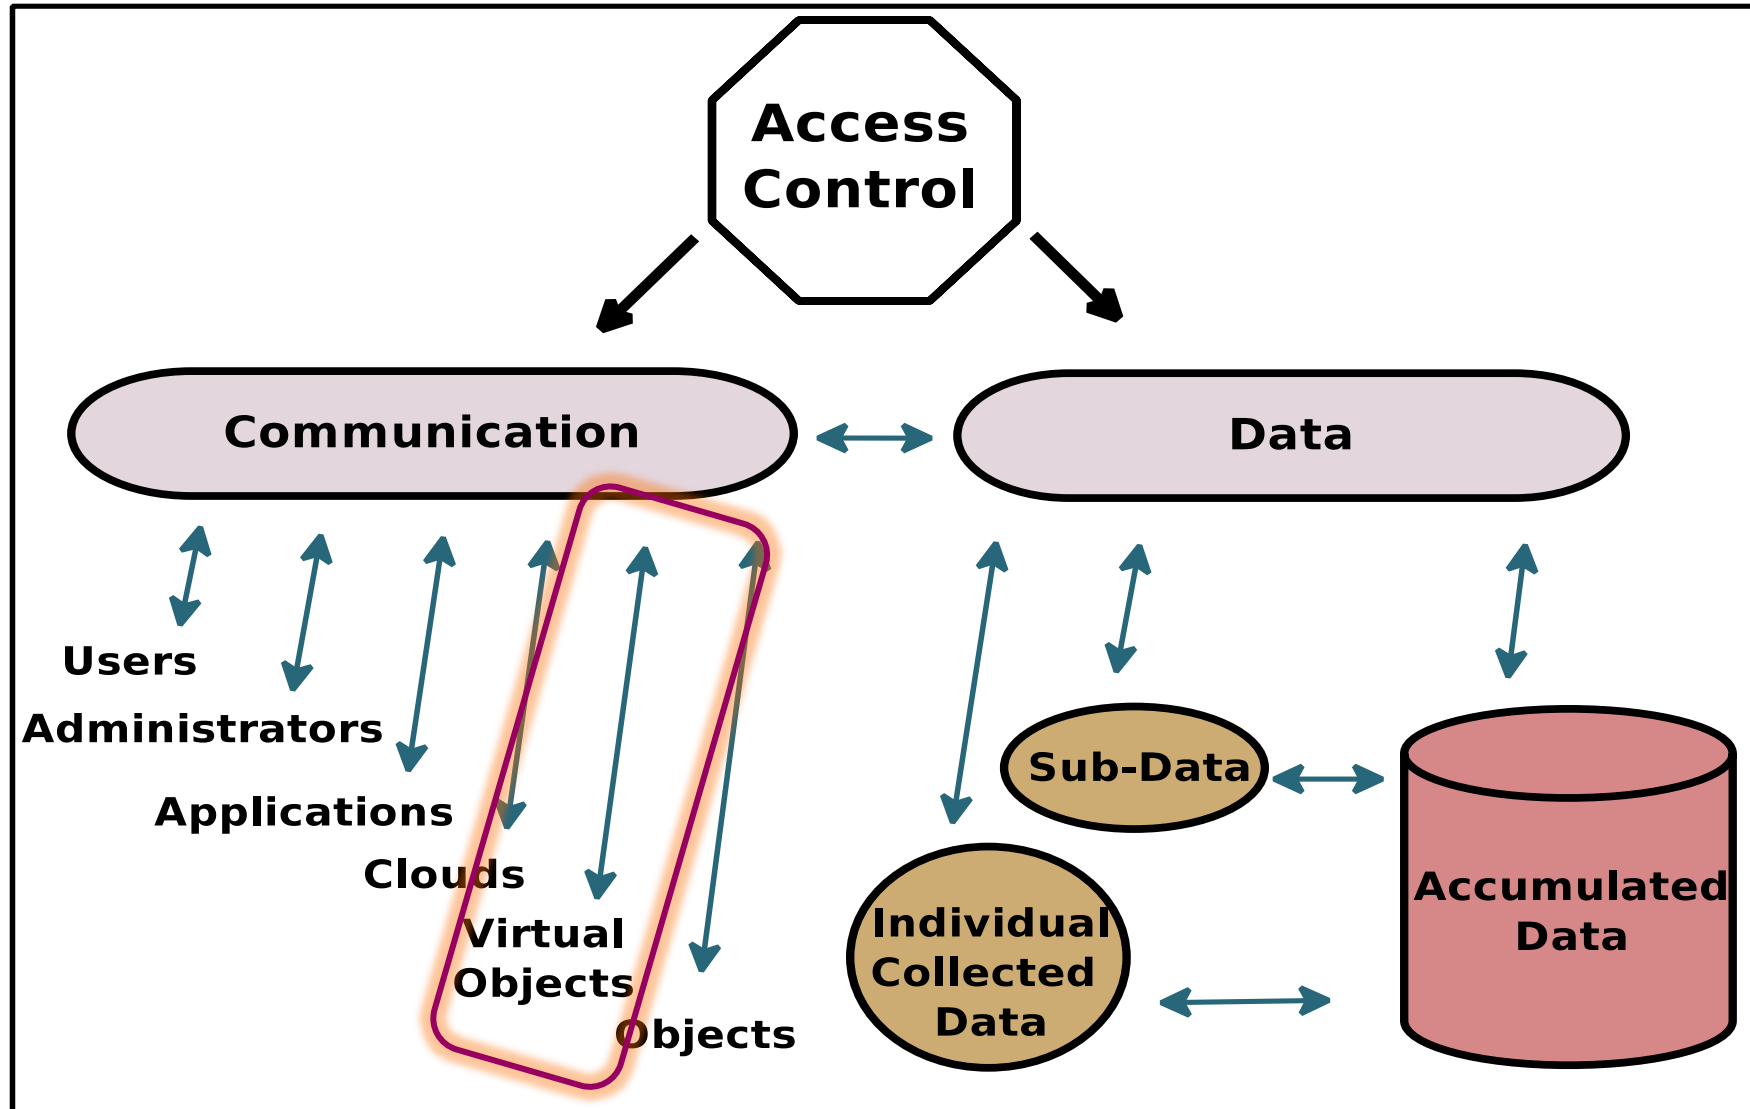 Access
Control
Communication
Data
Users
Administrators
Applications
Clouds
Virtual
Objects
Objects
Sub-Data
Individual
Collected
Data
Accumulated
Data